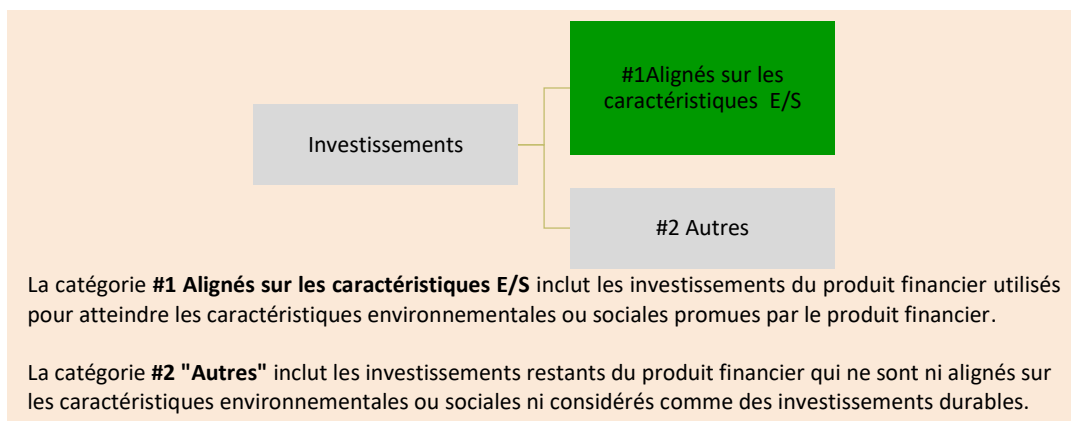 #1Alignés sur les
caractéristiques E/S
Investissements
#2 Autres
La catégorie #1 Alignés sur les caractéristiques E/S inclut les investissements du produit financier utilisés
pour atteindre les caractéristiques environnementales ou sociales promues par le produit financier.
La catégorie #2 "Autres" inclut les investissements restants du produit financier qui ne sont ni alignés sur
les caractéristiques environnementales ou sociales ni considérés comme des investissements durables.